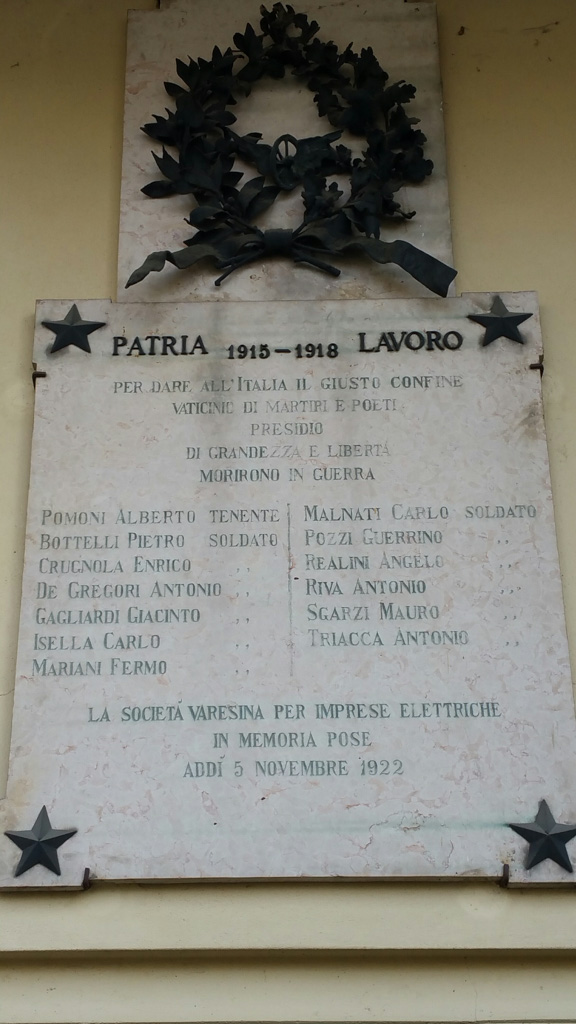 PATRIA 1915-1918 LAVORO
PER DARE ALL'ITALIA IL GIUSTO CONFINE
VATICINIO DI MARTIRI E POETI
PRESIDIO
DI GRANDEZZA E LIBERTÀ
MORIRONO IN GUERRA
POMONI ALBERTO TENENTE
BOTTELLI PIETRO SOLDATO
CRUGNOLA ENRICO ,,
DE GREGORI ANTONIO ,,
GAGLIARDI GIACINTO ,,
ISELLA CARLO ,,
MARIANI FERMO ,,
MALNATI CARLO SOLDATO
POZZI GUERRINO ,,
REALINI ANGELO ,,
RIVA ANTONIO ,,
SGARZI MAURO ,,
TRIACCA ANTONIO ,,
LA SOCIETÀ VARESINA PER IMPRESE ELETTRICHE
IN MEMORIA POSE
ADDÌ 5 NOVEMBRE 1922